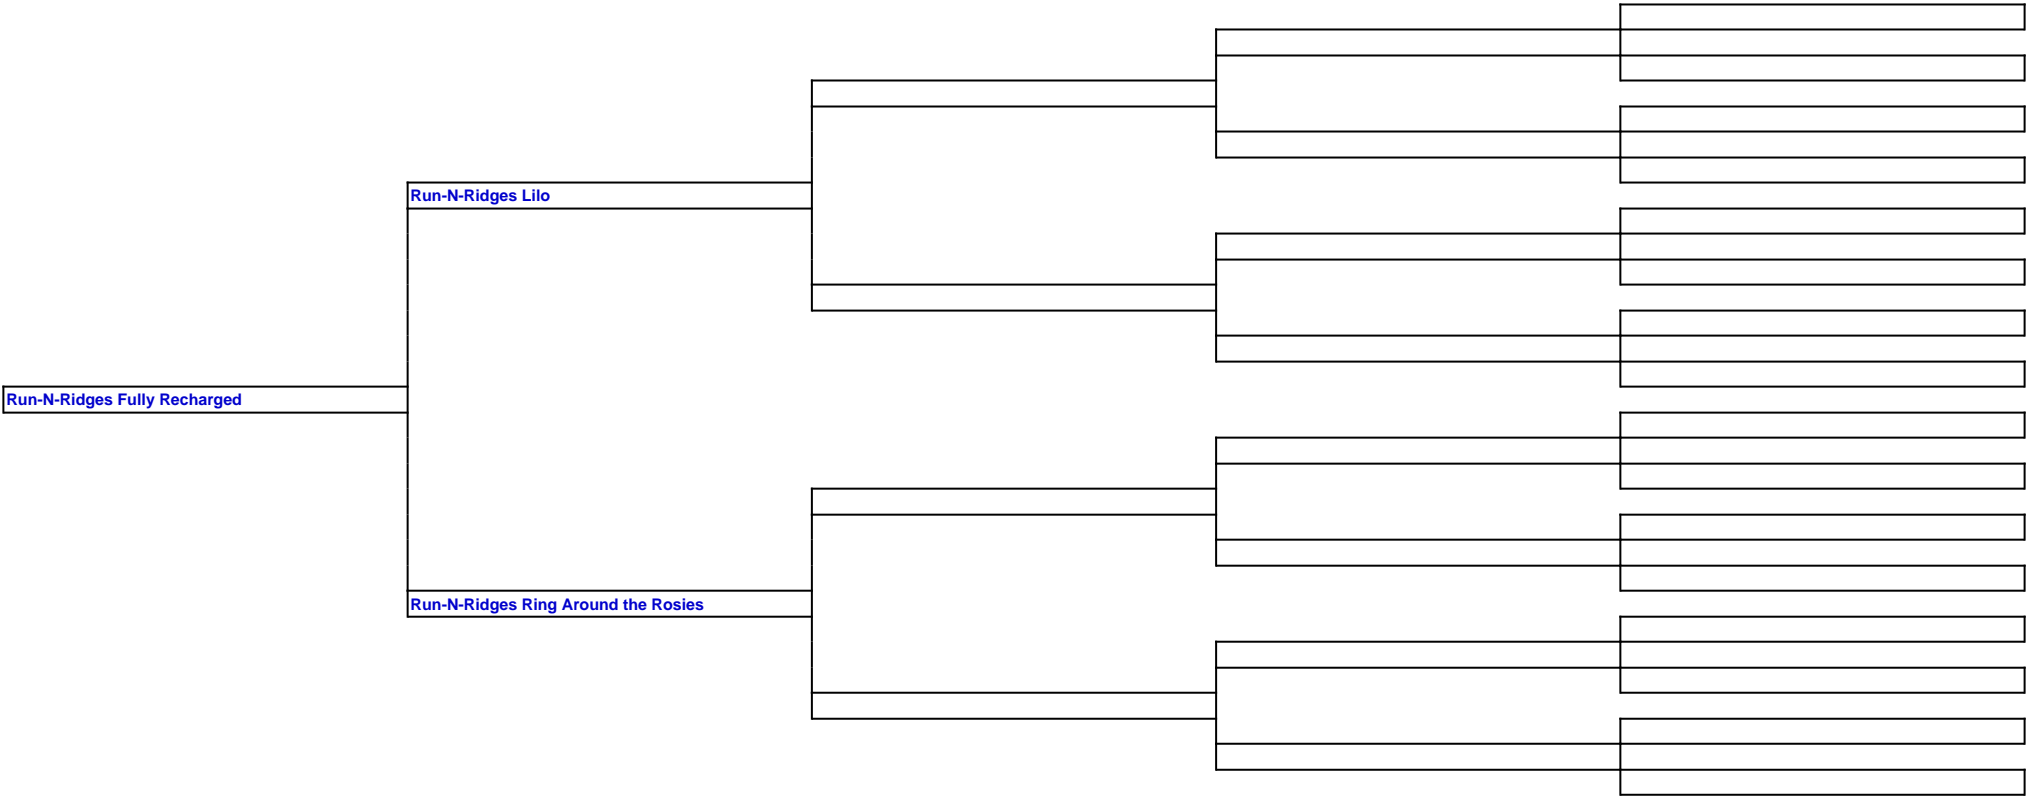 Run-N-Ridges Lilo
Run-N-Ridges Fully Recharged
Run-N-Ridges Ring Around the Rosies